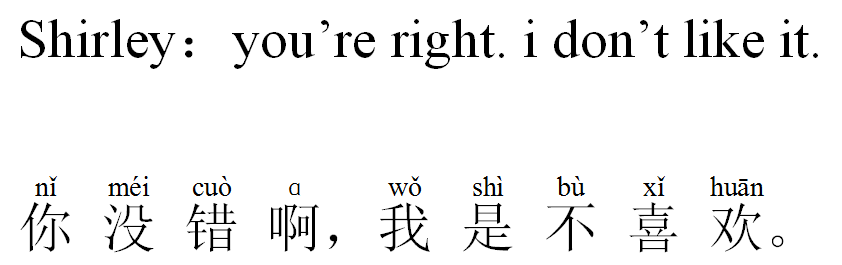 Shirley：you’re right. i don’t like it.
nǐ méi cuò ɑ wǒ shì bù xǐ huān
你没错啊，我是不喜欢。